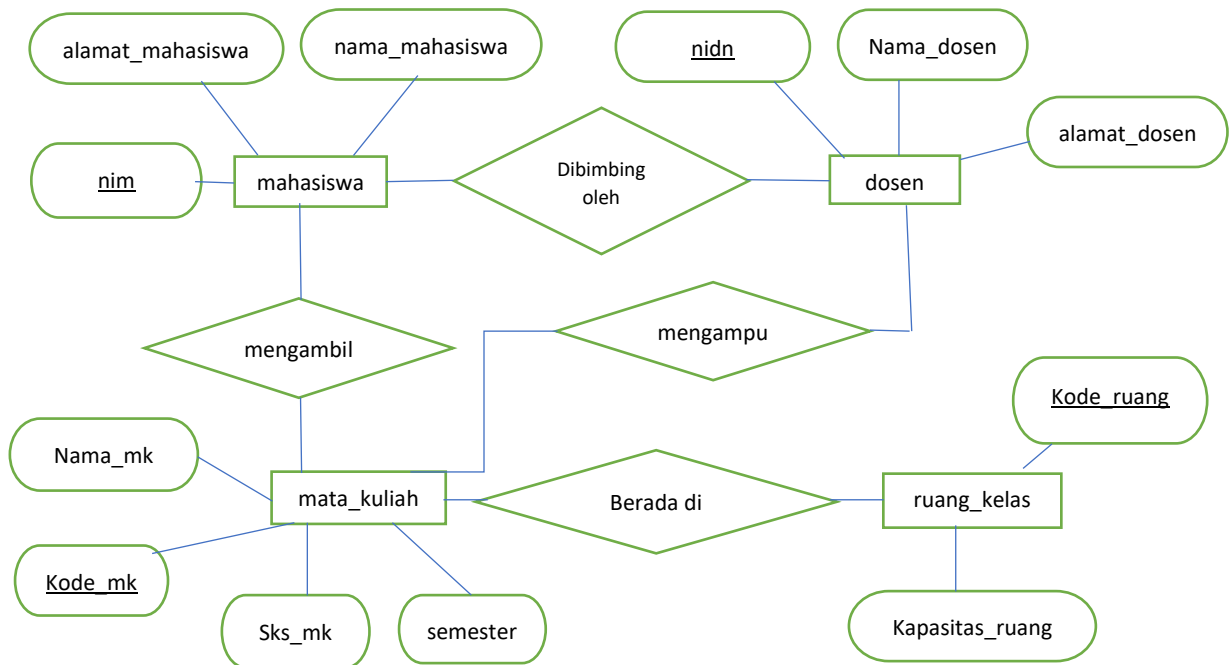 alamat_mahasiswa
nama_mahasiswa
nidn
Nama_dosen
alamat_dosen
nim
mahasiswa
Dibimbing
oleh
dosen
mengambil
mengampu
Kode_ruang
Nama_mk
mata_kuliah
Berada di
ruang_kelas
Kode_mk
Sks_mk
semester
Kapasitas_ruang